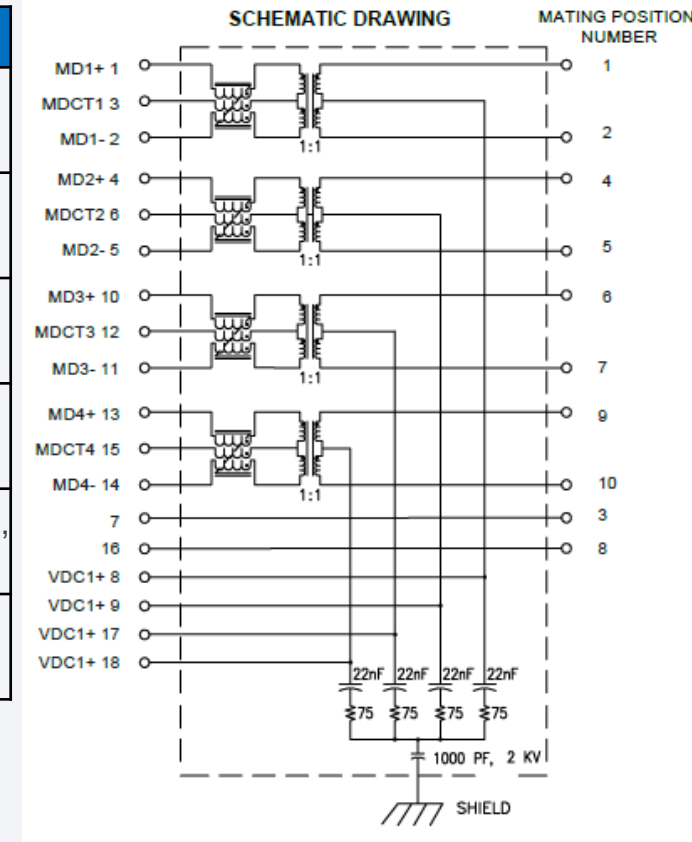 SCHEMATIC DRAWING
MATING POSITION
NUMBER
MD1+ 1
1
MDCT1 3
MD1- 2
2
1:1
MD2+ 4
4
MDCT2 6
MD2- 5
5
1:1
MD3+ 10
6
MDCT3 12
MD3- 11
7
1:1
MD4+ 13
9
MDCT4 15
MD4- 14
10
1:1
7
3
16
8
,
VDC1+ 8
VDC1+ 9
VDC1+ 17
VDC1+ 18
22nF 22nF 22nF 22nF
75 75 75 75
1000 PF, 2 KV
SHIELD